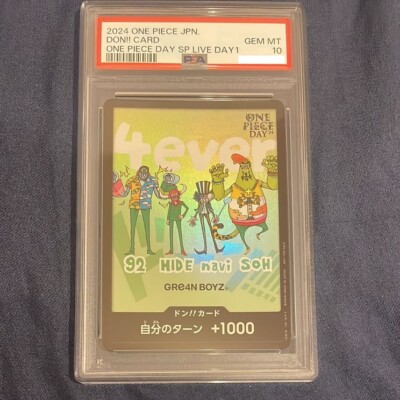 2024 ONE PIECE JPN.
DON!! CARD
GEM MT
ONE PIECE DAY SP LIVE DAY1
10
PSA
ONE
PIECE
DAY'24
4ever
92 HIDE navi SOH
GRe4N BOYZ
ドン!!カード
自分のターン +1000